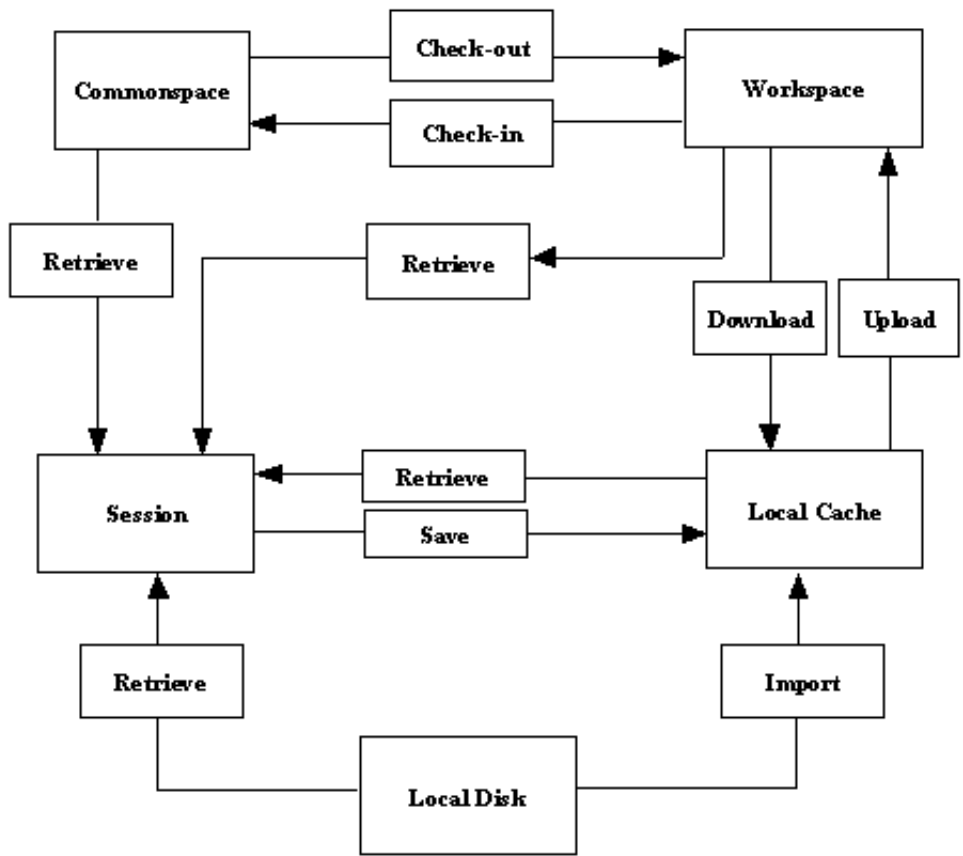 Check-out
Commonspace
Workspace
Check-in
Retrieve
Retrieve
Download
Upload
Retrieve
Session
Local Cache
Save
Retrieve
Import
Local Disk